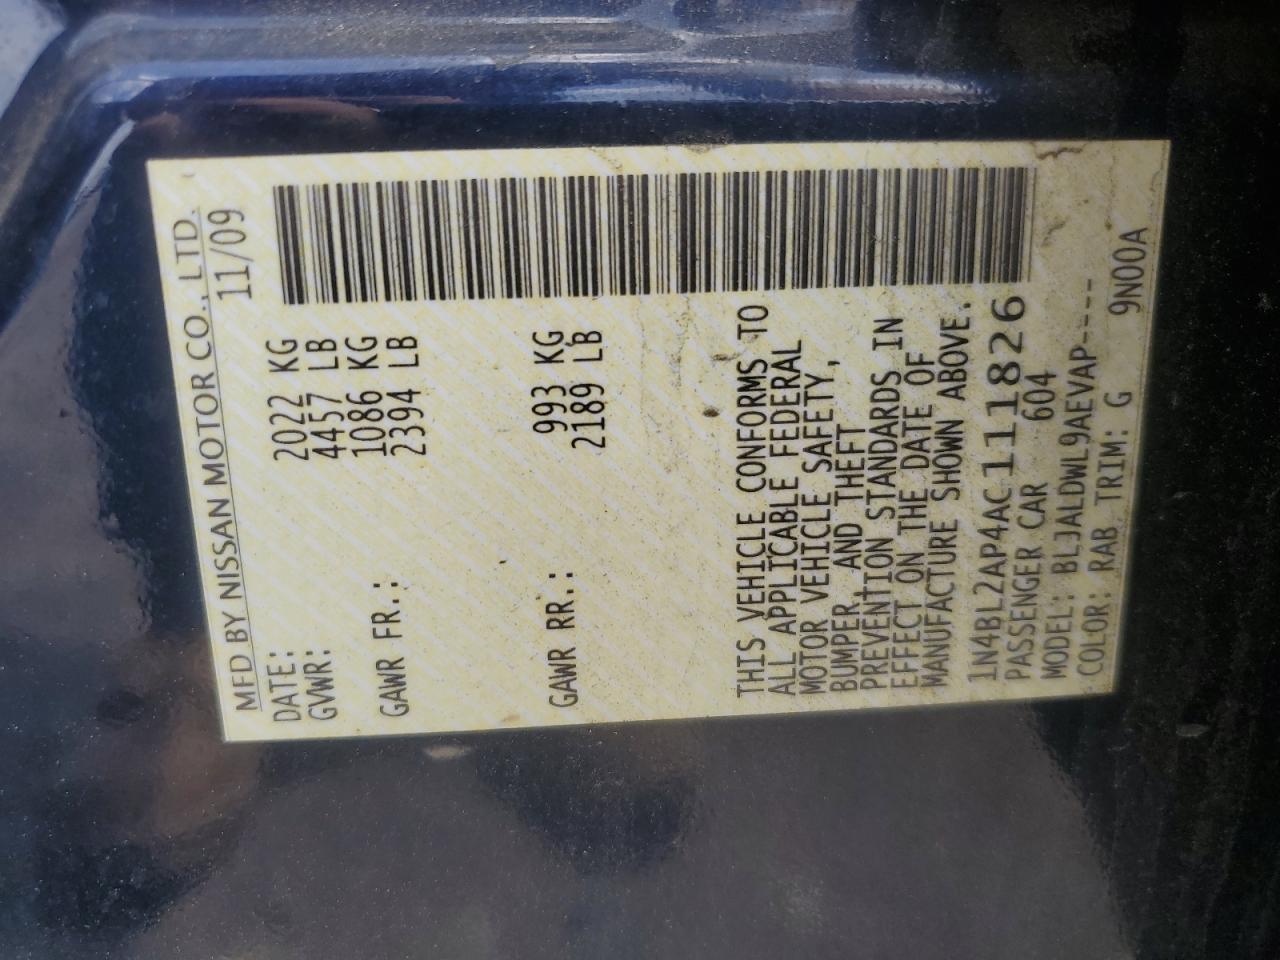 MFD BY NISSAN MOTOR CO., LTD.
DATE: 11/09
GVWR: 2022 KG
4457 LB
GAWR FR.: 1086 KG
2394 LB
GAWR RR.: 993 KG
2189 LB
THIS VEHICLE CONFORMS TO
ALL APPLICABLE FEDERAL
MOTOR VEHICLE SAFETY,
BUMPER, AND THEFT
PREVENTION STANDARDS IN
EFFECT ON THE DATE OF
MANUFACTURE SHOWN ABOVE.
1N4BL2AP4AC111826
PASSENGER CAR 604
MODEL: BLJALDWL9AEVAP----
COLOR: RAB TRIM: G 9N00A